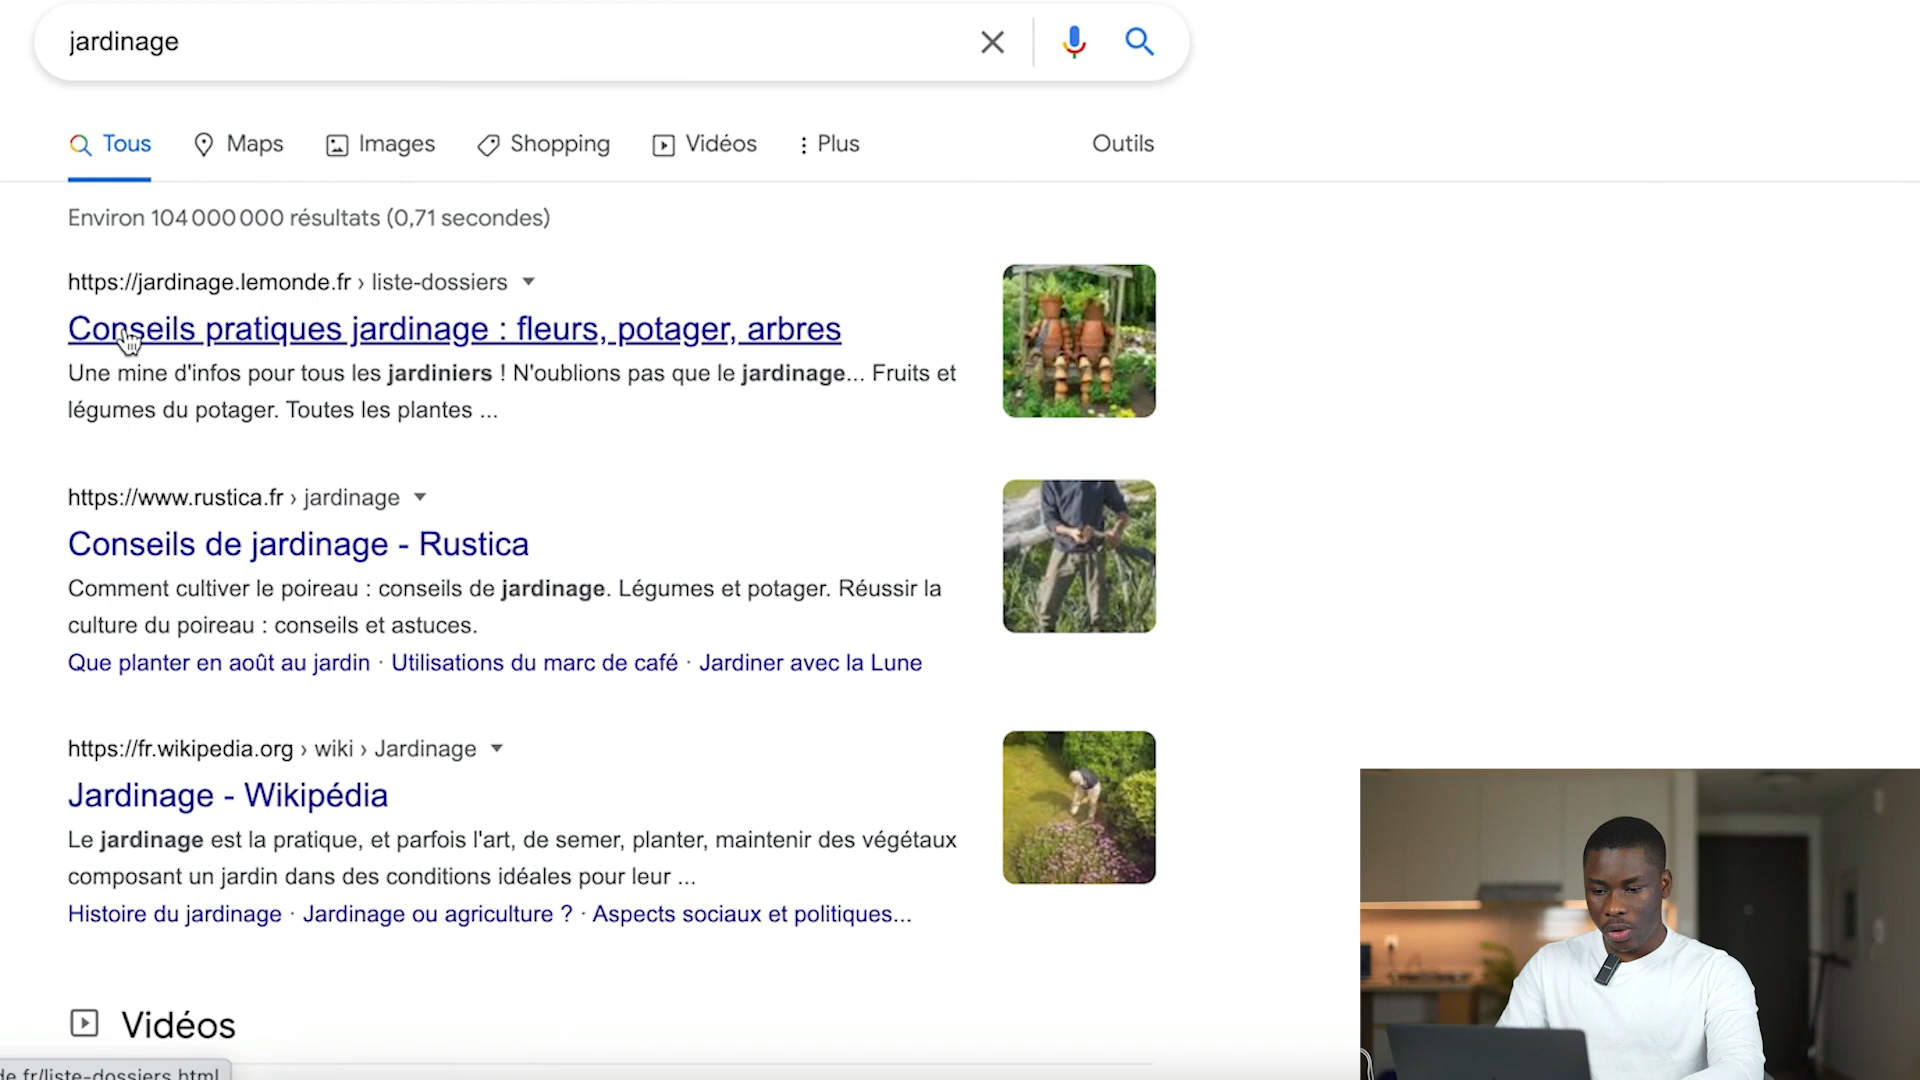 jardinage
Tous Maps Images Shopping Vidéos Plus Outils
Environ 104 000 000 résultats (0,71 secondes)
https://jardinage.lemonde.fr › liste-dossiers
Conseils pratiques jardinage : fleurs, potager, arbres
Une mine d'infos pour tous les jardiniers ! N'oublions pas que le jardinage... Fruits et
légumes du potager. Toutes les plantes ...
https://www.rustica.fr › jardinage
Conseils de jardinage - Rustica
Comment cultiver le poireau : conseils de jardinage. Légumes et potager. Réussir la
culture du poireau : conseils et astuces.
Que planter en août au jardin · Utilisations du marc de café · Jardiner avec la Lune
https://fr.wikipedia.org › wiki › Jardinage
Jardinage - Wikipédia
Le jardinage est la pratique, et parfois l'art, de semer, planter, maintenir des végétaux
composant un jardin dans des conditions idéales pour leur ...
Histoire du jardinage · Jardinage ou agriculture ? · Aspects sociaux et politiques...
Vidéos
de.fr/liste-dossiers.html